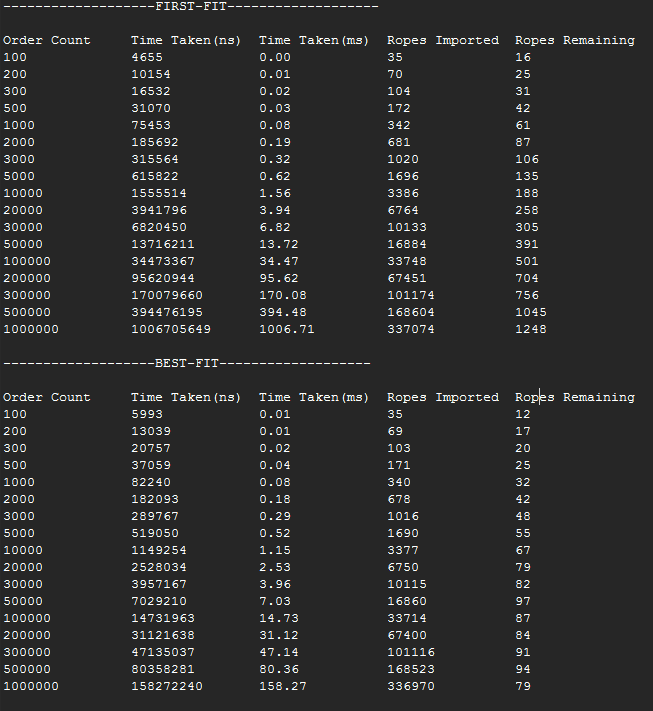 -------------------FIRST-FIT-------------------
Order Count Time Taken(ns) Time Taken(ms) Ropes Imported Ropes Remaining
100 4655 0.00 35 16
200 10154 0.01 70 25
300 16532 0.02 104 31
500 31070 0.03 172 42
1000 75453 0.08 342 61
2000 185692 0.19 681 87
3000 315564 0.32 1020 106
5000 615822 0.62 1696 135
10000 1555514 1.56 3386 188
20000 3941796 3.94 6764 258
30000 6820450 6.82 10133 305
50000 13716211 13.72 16884 391
100000 34473367 34.47 33748 501
200000 95620944 95.62 67451 704
300000 170079660 170.08 101174 756
500000 394476195 394.48 168604 1045
1000000 1006705649 1006.71 337074 1248
-------------------BEST-FIT-------------------
Order Count Time Taken(ns) Time Taken(ms) Ropes Imported Ropes Remaining
100 5993 0.01 35 12
200 13039 0.01 69 17
300 20757 0.02 103 20
500 37059 0.04 171 25
1000 82240 0.08 340 32
2000 182093 0.18 678 42
3000 289767 0.29 1016 48
5000 519050 0.52 1690 55
10000 1149254 1.15 3377 67
20000 2528034 2.53 6750 79
30000 3957167 3.96 10115 82
50000 7029210 7.03 16860 97
100000 14731963 14.73 33714 87
200000 31121638 31.12 67400 84
300000 47135037 47.14 101116 91
500000 80358281 80.36 168523 94
1000000 158272240 158.27 336970 79